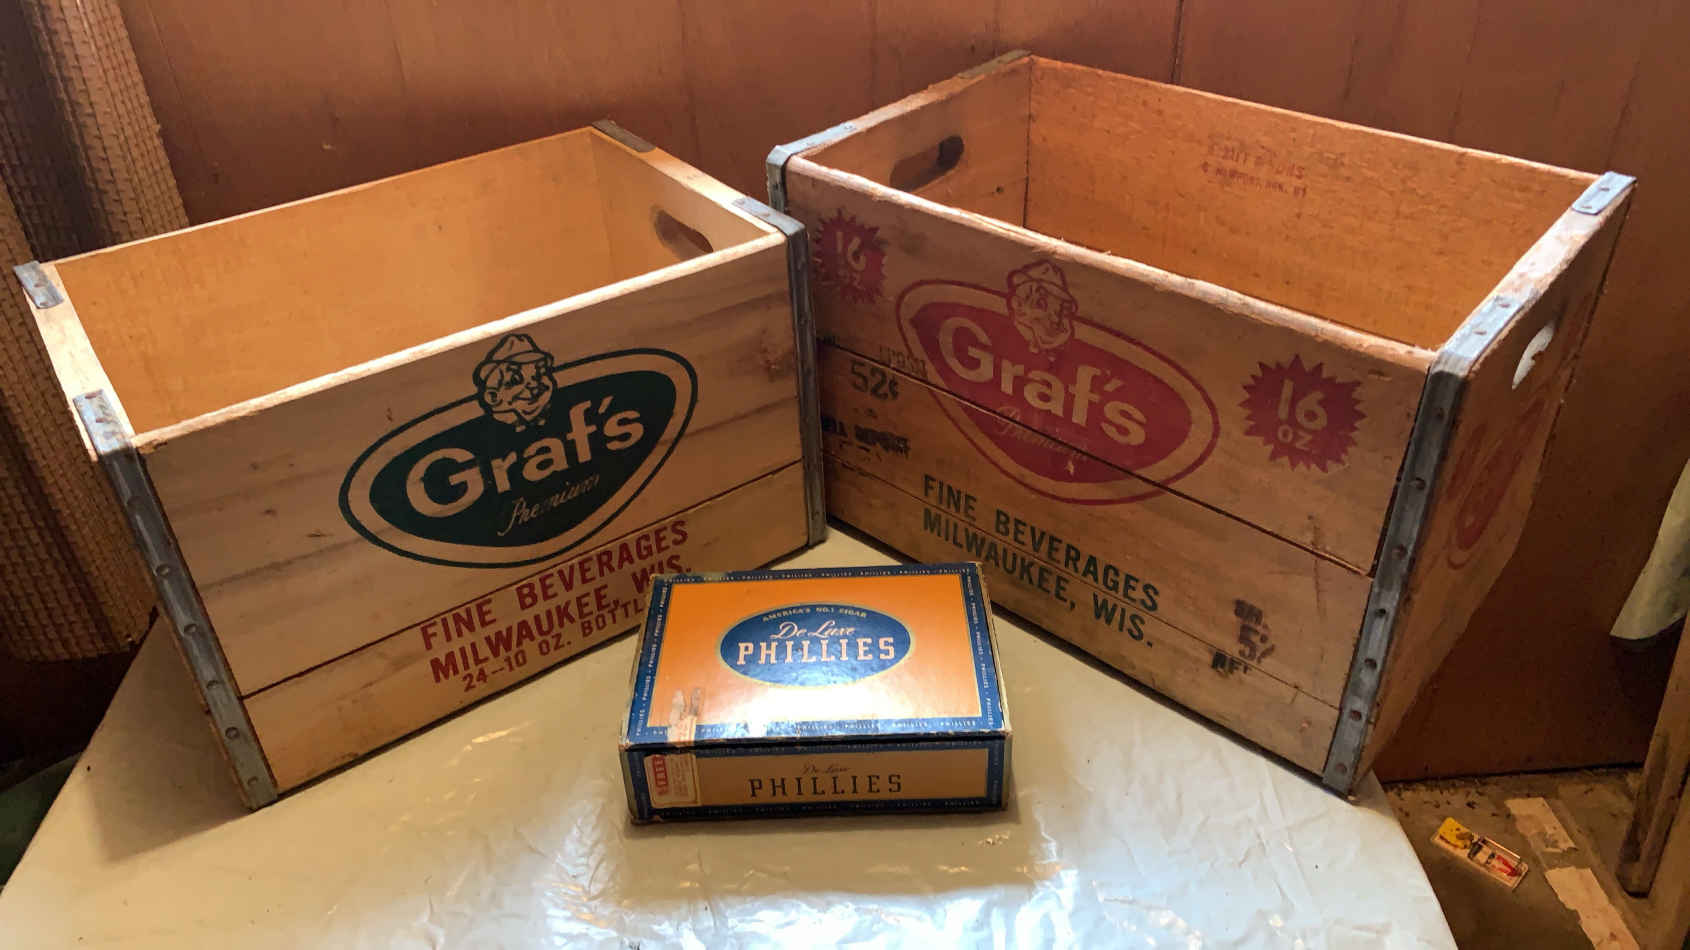 Graf's
Premium
FINE BEVERAGES
MILWAUKEE, WIS.
24-10 OZ. BOTTL
16
OZ.
Graf's
Premium
16
OZ.
52¢
FINE BEVERAGES
MILWAUKEE, WIS.
AMERICA'S NO.1 CIGAR
De Luxe
PHILLIES
FREE
De Luxe
PHILLIES